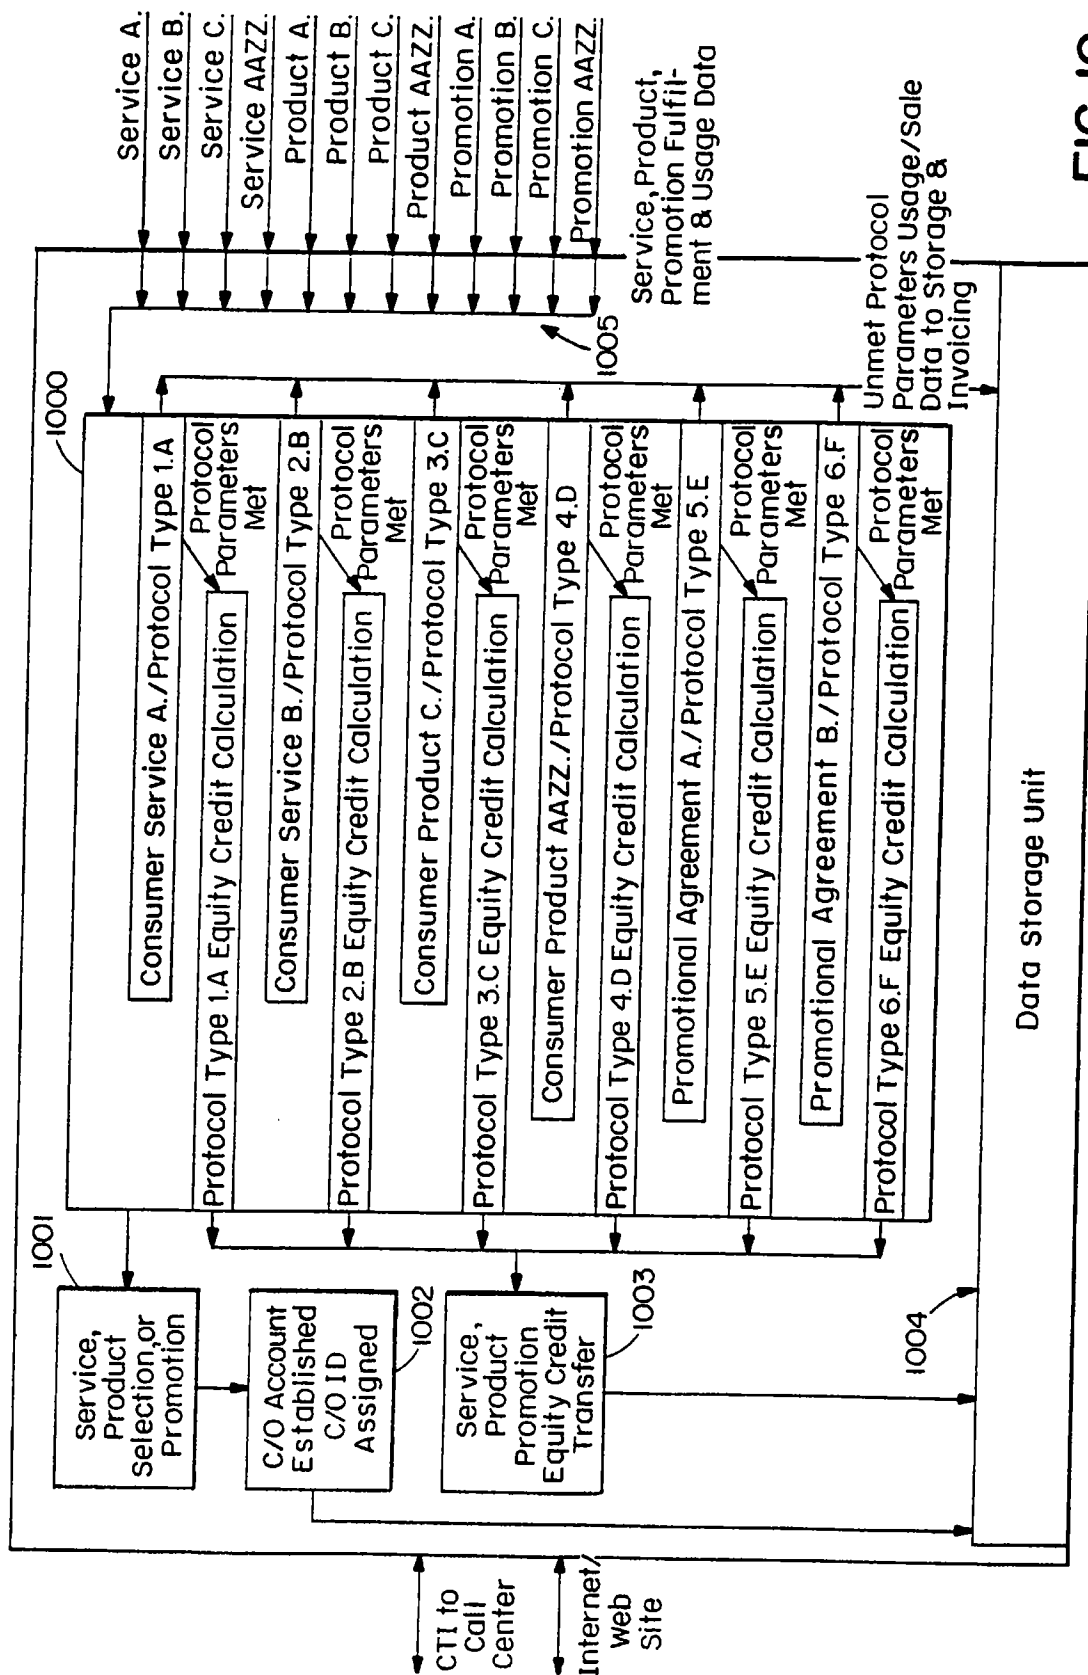 Service A.
Service B.
Service C.
Service AAZZ.
Product A.
Product B.
Product C.
Product AAZZ.
Promotion A.
Promotion B.
Promotion C.
Promotion AAZZ.
Service, Product,
Promotion Fulfil-
ment & Usage Data
1005
Unmet Protocol
Parameters Usage/Sale
Data to Storage &
Invoicing
1000
Consumer Service A./Protocol Type 1.A
Protocol
Parameters
Met
Protocol Type 1.A Equity Credit Calculation
Consumer Service B./Protocol Type 2.B
Protocol
Parameters
Met
Protocol Type 2.B Equity Credit Calculation
Consumer Product C./Protocol Type 3.C
Protocol
Parameters
Met
Protocol Type 3.C Equity Credit Calculation
Consumer Product AAZZ./Protocol Type 4.D
Protocol
Parameters
Met
Protocol Type 4.D Equity Credit Calculation
Promotional Agreement A./Protocol Type 5.E
Protocol
Parameters
Met
Protocol Type 5.E Equity Credit Calculation
Promotional Agreement B./Protocol Type 6.F
Protocol
Parameters
Met
Protocol Type 6.F Equity Credit Calculation
1001
Service,
Product
Selection,or
Promotion
C/O Account
Established
C/O ID
Assigned
1002
Service,
Product
Promotion
Equity Credit
Transfer
1003
1004
Data Storage Unit
CTI to
Call
Center
Internet/
Web
Site